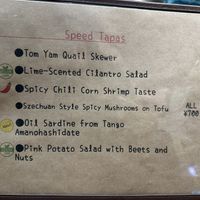 Speed Tapas
●Tom Yam Quail Skewer
●Lime-Scented Cilantro Salad
●Spicy Chili Corn Shrimp Taste
●Szechuan Style Spicy Mushrooms on Tofu
ALL
¥700
●Oil Sardine from Tango
Amanohashidate
●Pink Potato Salad with Beets and
Nuts